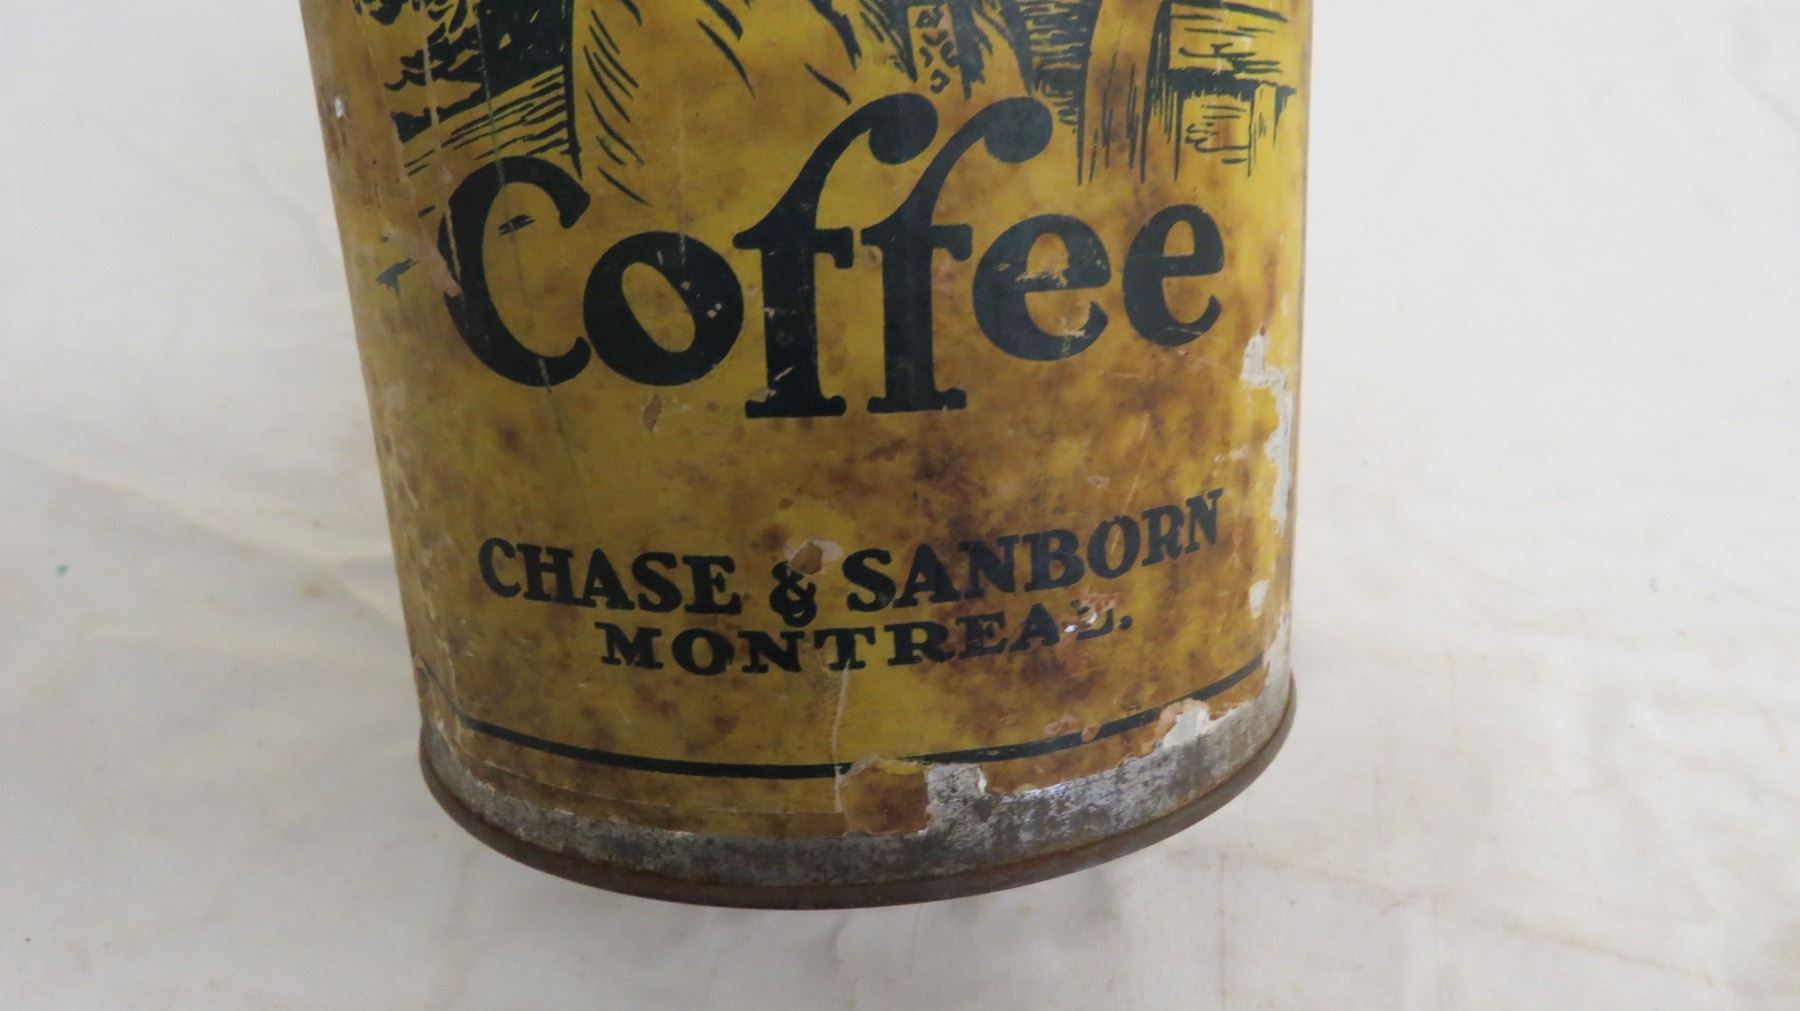 Coffee
CHASE & SANBORN
MONTREAL.